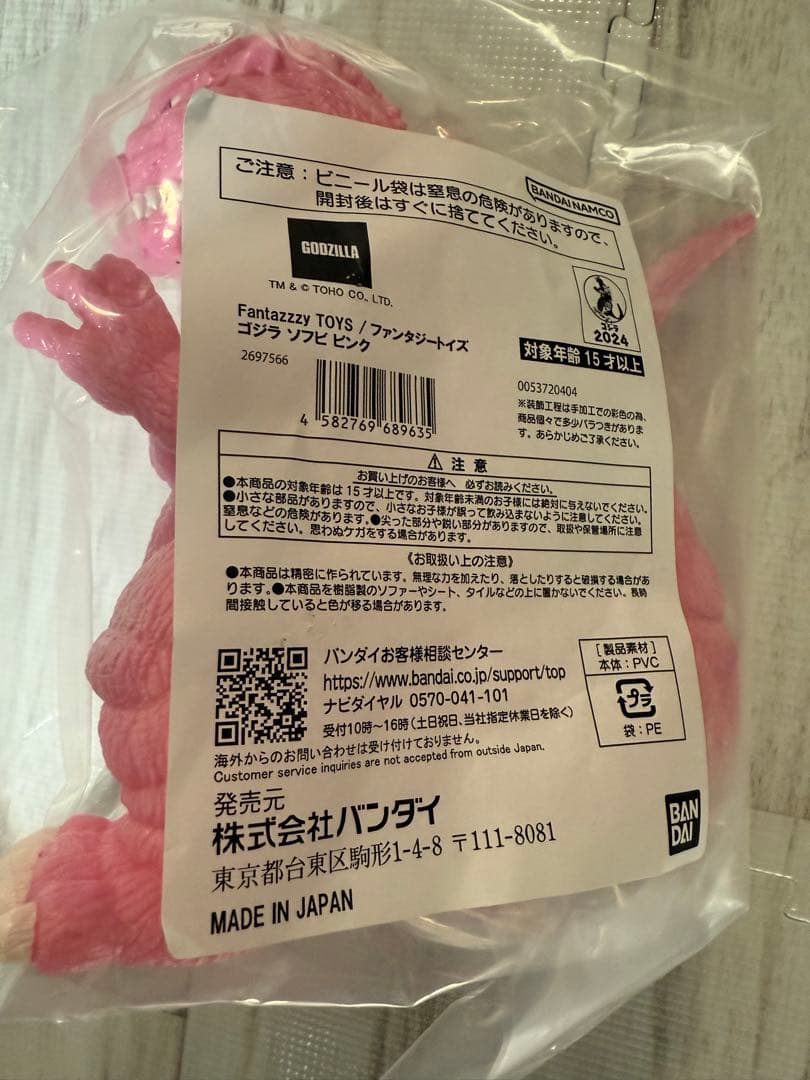 ご注意：ビニール袋は窒息の危険がありますので、
開封後はすぐに捨ててください。
BANDAI NAMCO
GODZILLA
TM & © TOHO CO., LTD.
ゴジラ
2024
Fantazzzy TOYS / ファンタジートイズ
ゴジラ ソフビ ピンク
対象年齢 15才以上
2697566
4 582769 689635
0053720404
※装飾工程は手加工での彩色の為、
商品個々で多少バラつきがありま
す。あらかじめご了承ください。
⚠ 注 意
お買い上げのお客様へ 必ずお読みください。
●本商品の対象年齢は15才以上です。対象年齢未満のお子様には絶対に与えないでください。
●小さな部品がありますので、小さなお子様が誤って飲み込まないように注意してください。
窒息などの危険があります。●尖った部分や鋭い部分がありますので、取扱や保管場所に注意
してください。思わぬケガをする場合があります。
《お取扱い上の注意》
●本商品は精密に作られています。無理な力を加えたり、落としたりすると破損する場合があ
ります。●本商品を樹脂製のソファーやシート、タイルなどの上に置かないでください。長時
間接触していると色が移る場合があります。
バンダイお客様相談センター
https://www.bandai.co.jp/support/top
ナビダイヤル 0570-041-101
受付10時～16時（土日祝日、当社指定休業日を除く）
海外からのお問い合わせは受け付けておりません。
Customer service inquiries are not accepted from outside Japan.
［製品素材］
本体：PVC
プラ
袋：PE
発売元
株式会社バンダイ
東京都台東区駒形1-4-8 〒111-8081
MADE IN JAPAN
BAN
DAI